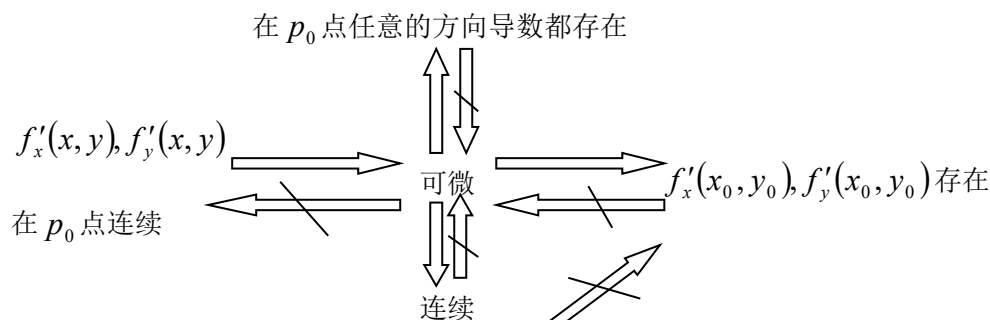 在 p₀ 点任意的方向导数都存在
f′ₓ(x, y), f′ᵧ(x, y)
可微
f′ₓ(x₀, y₀), f′ᵧ(x₀, y₀) 存在
在 p₀ 点连续
连续